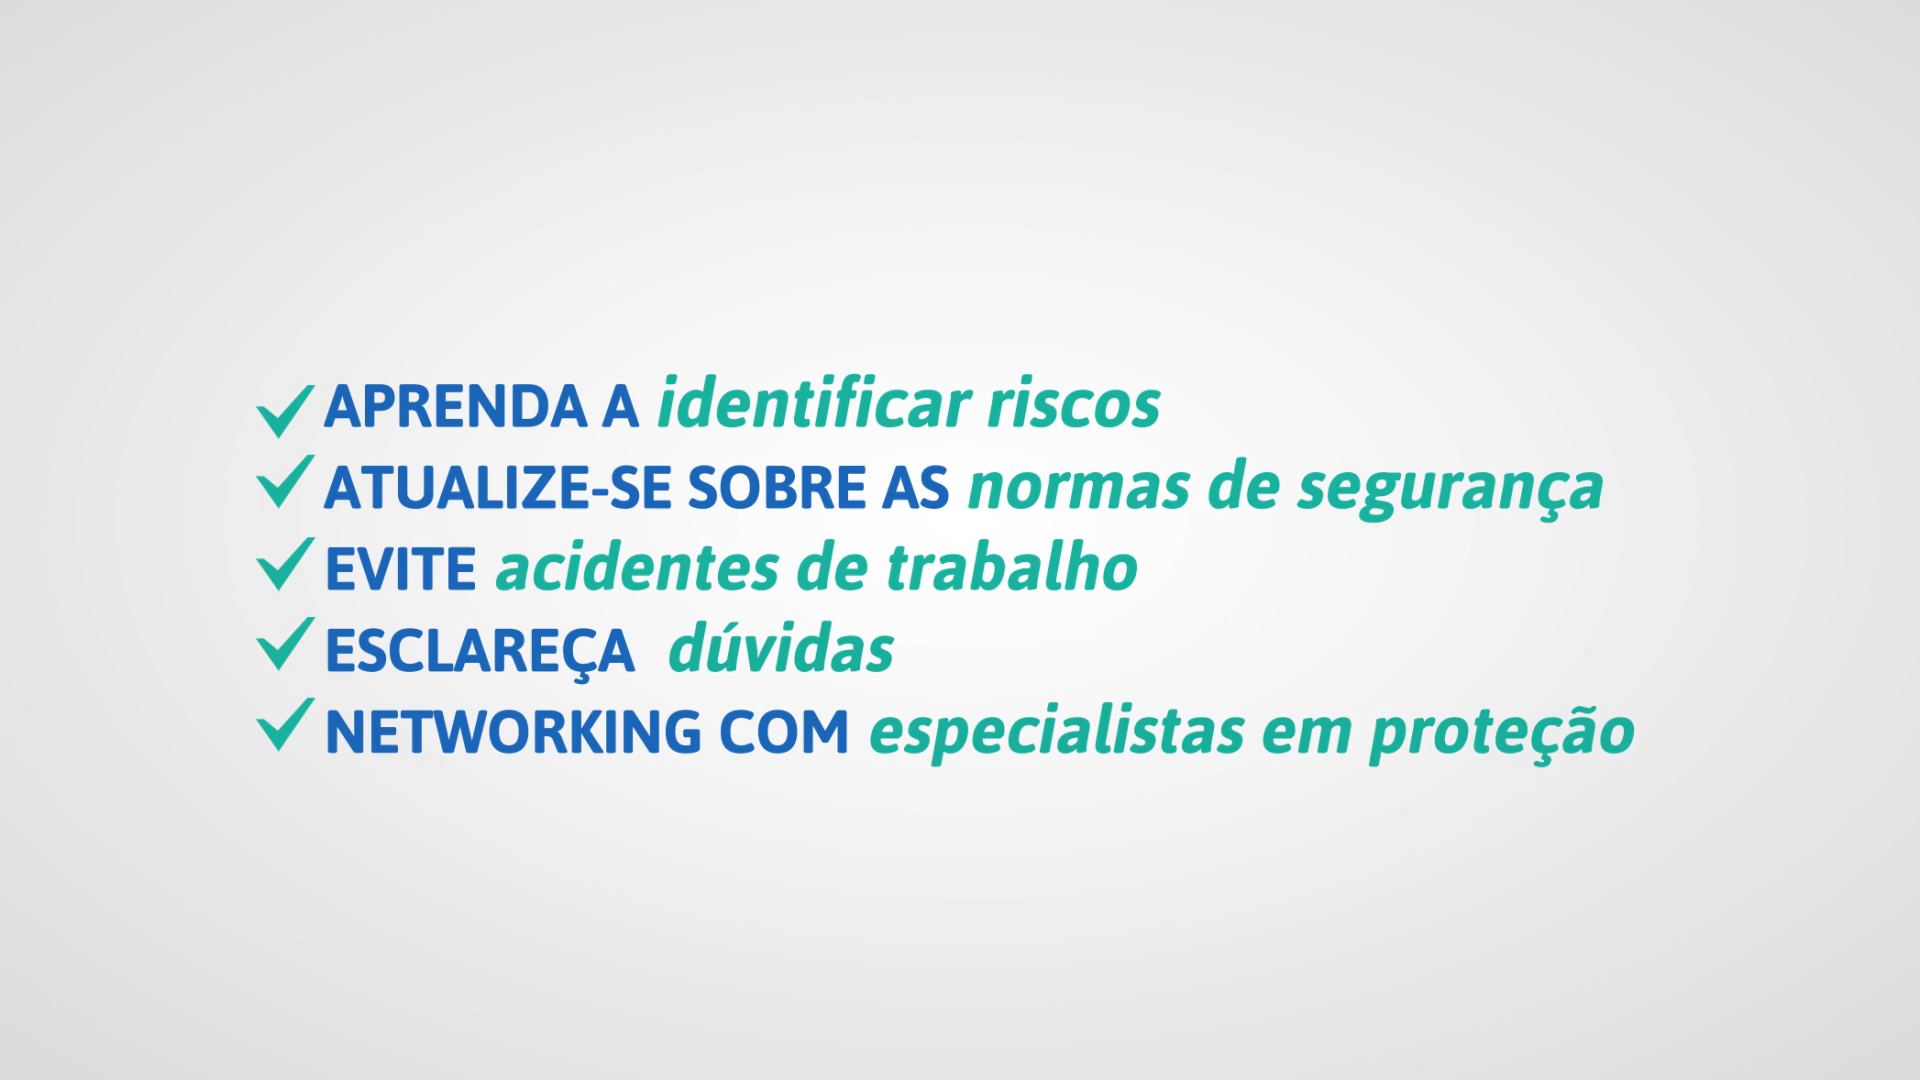 APRENDA A identificar riscos
ATUALIZE-SE SOBRE AS normas de segurança
EVITE acidentes de trabalho
ESCLAREÇA dúvidas
NETWORKING COM especialistas em proteção